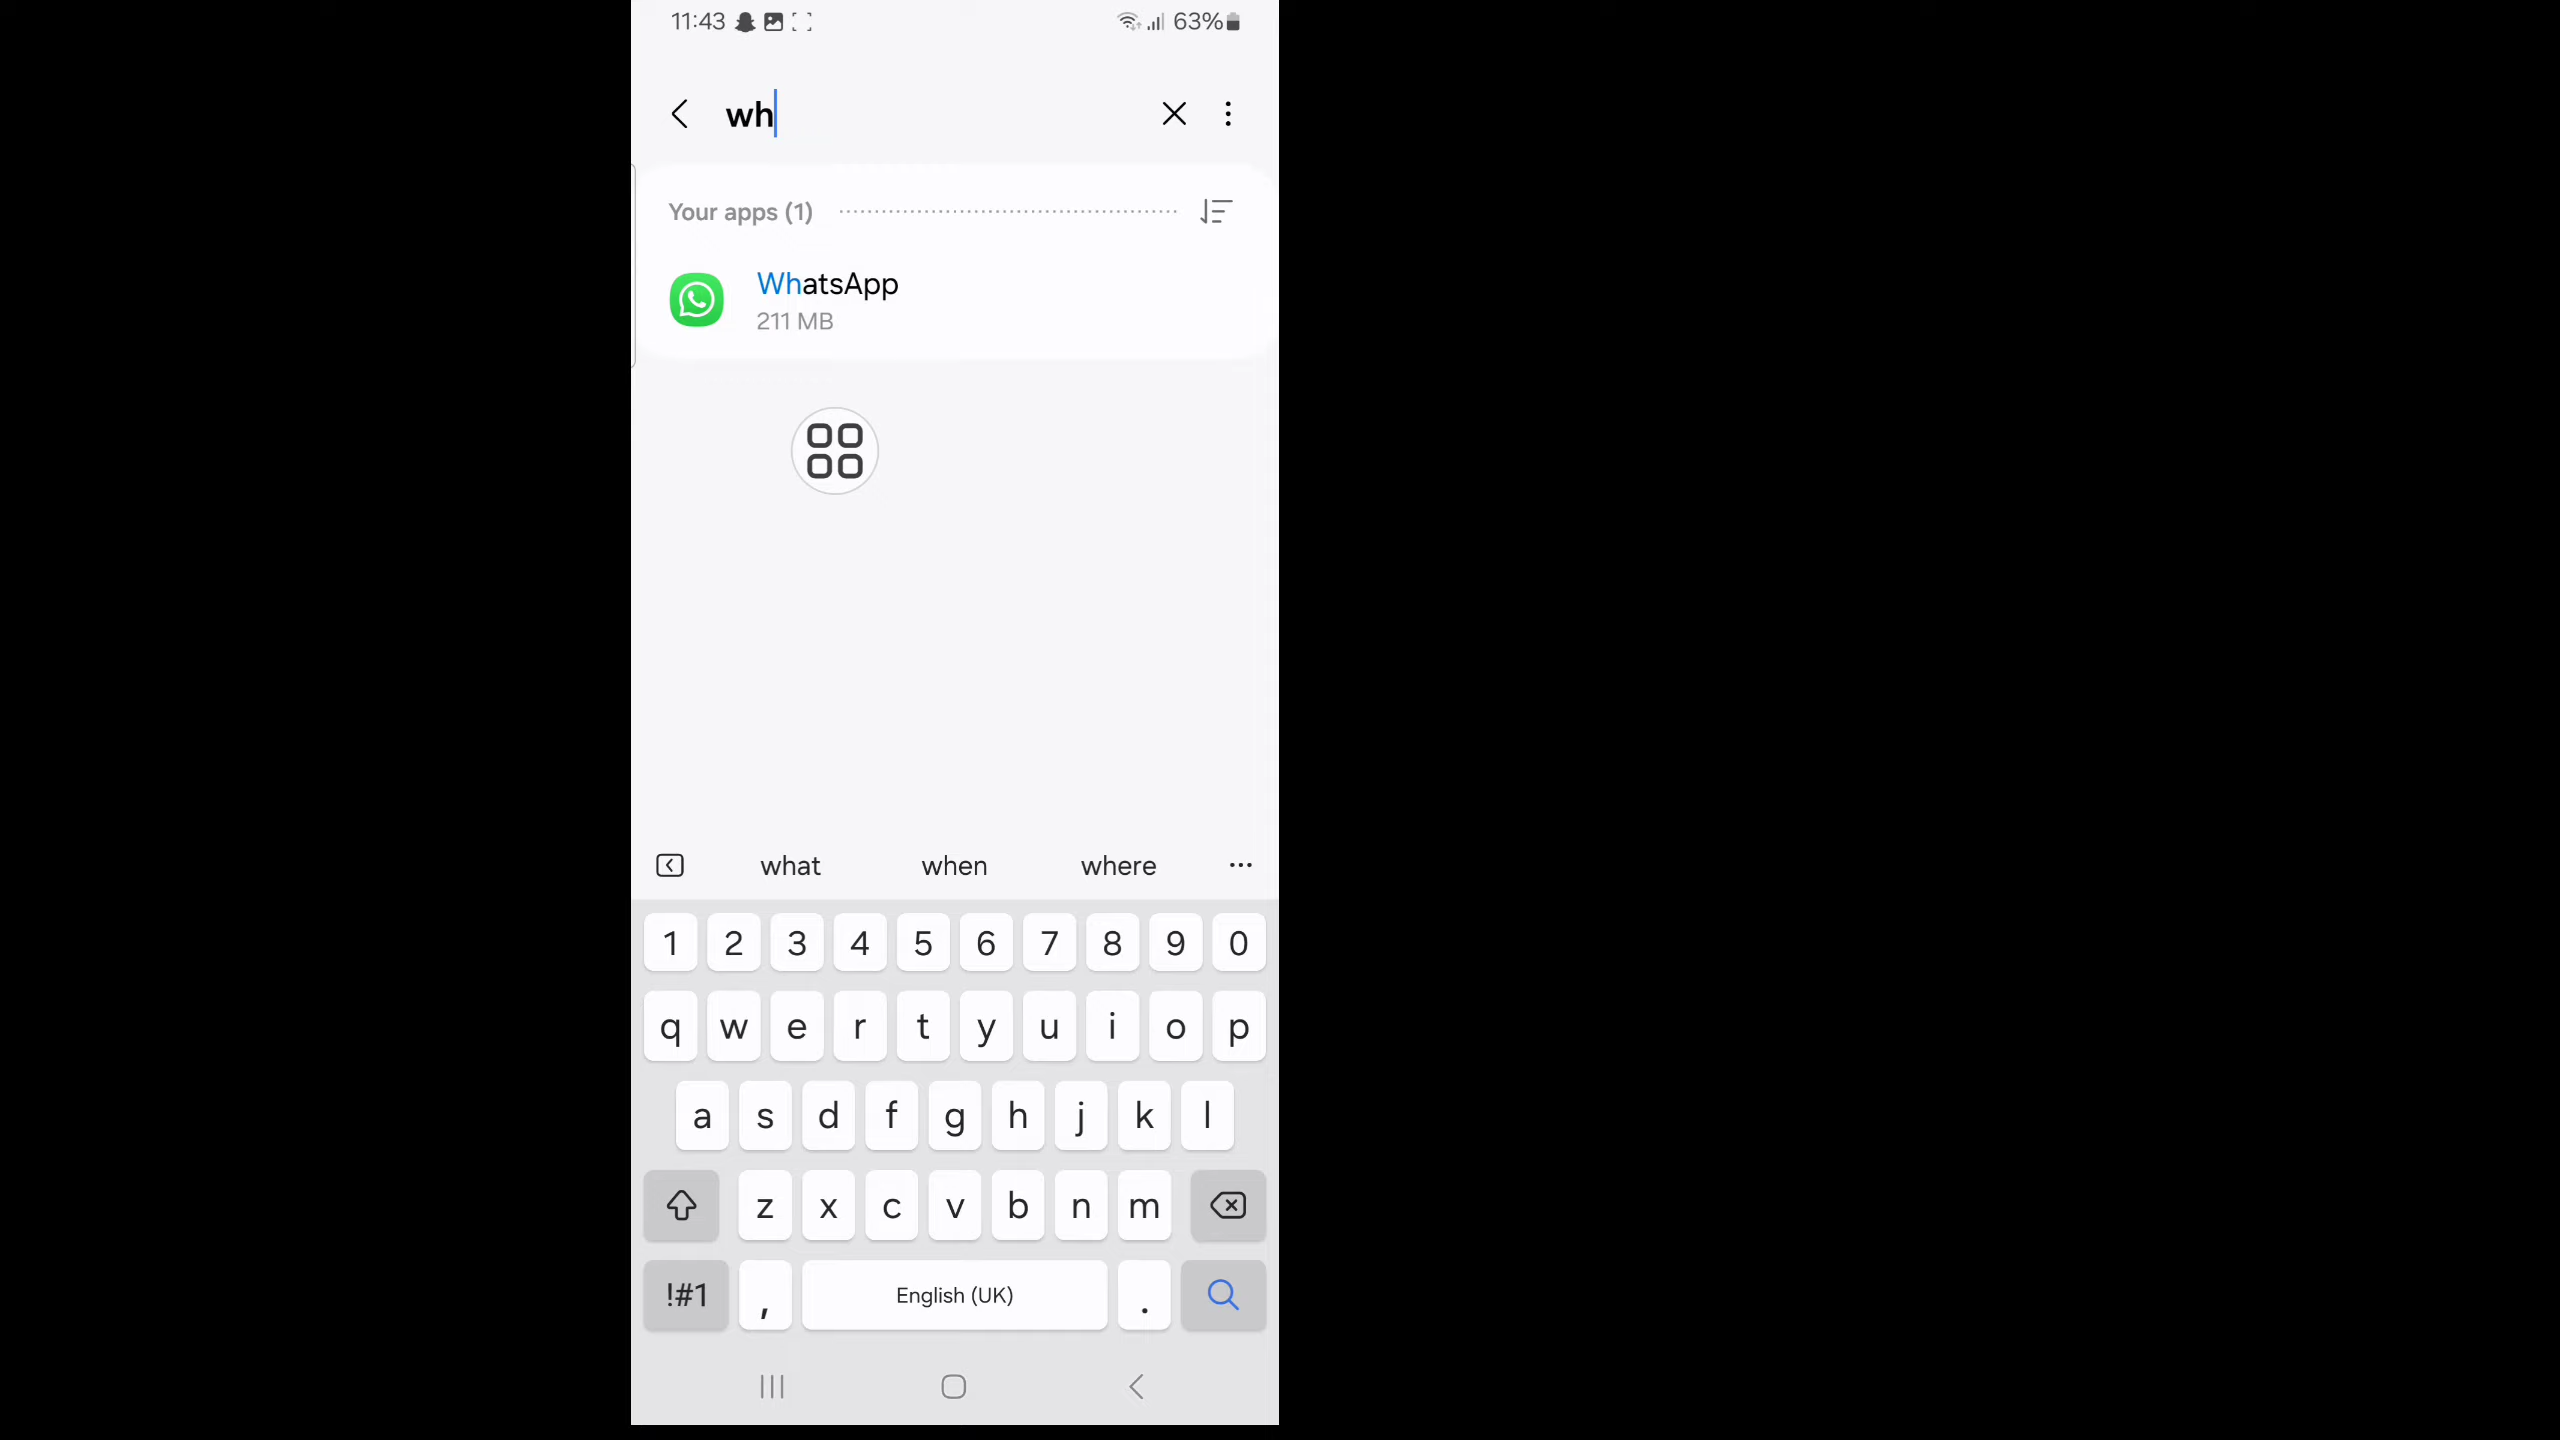 11:43 63%
wh
Your apps (1)
WhatsApp
211 MB
what when where ...
1 2 3 4 5 6 7 8 9 0
q w e r t y u i o p
a s d f g h j k l
z x c v b n m
!#1 , English (UK) .